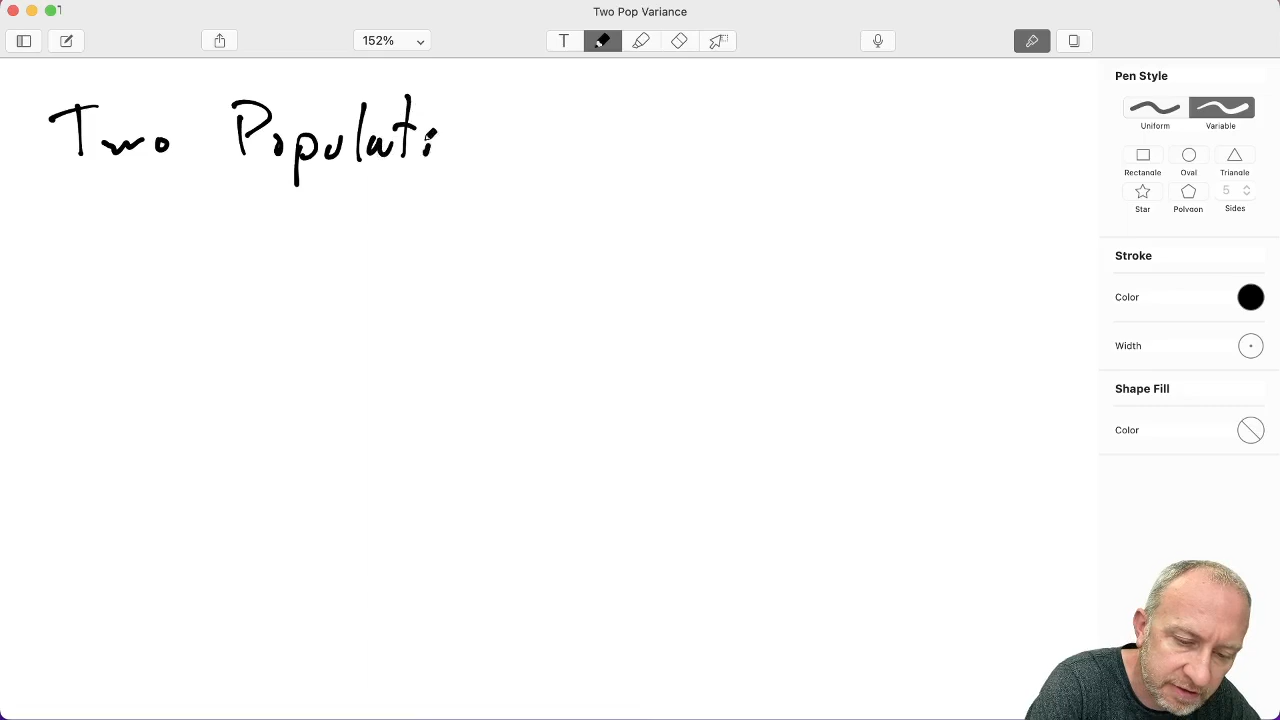 Two Pop Variance
152%
T
Two Populati
Pen Style
Uniform Variable
Rectangle Oval Triangle
5
Star Polygon Sides
Stroke
Color
Width
Shape Fill
Color